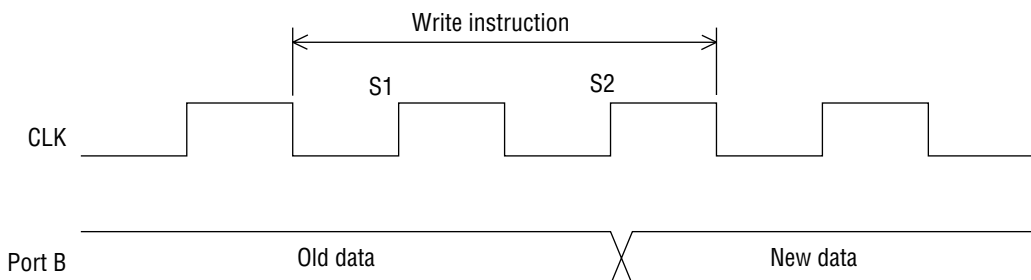 Write instruction
S1
S2
CLK
Port B
Old data
New data